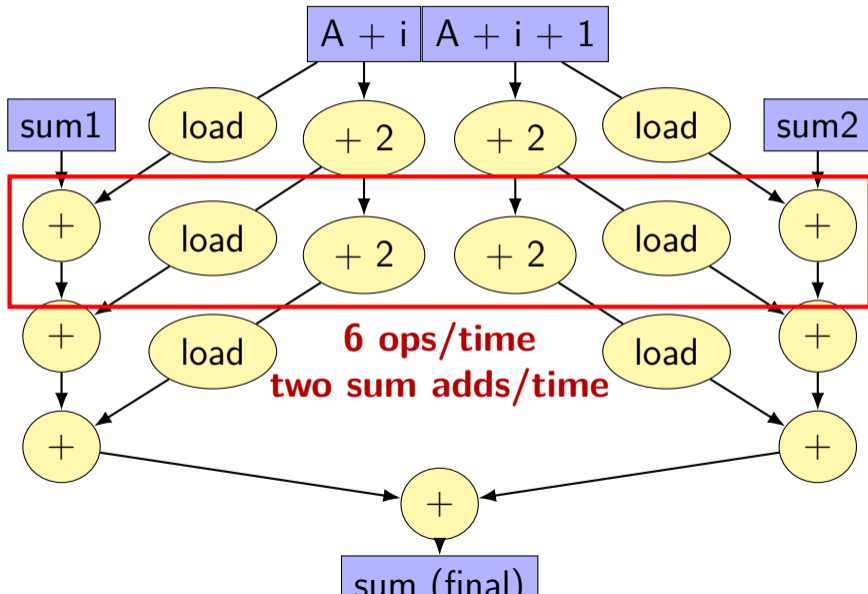 A + i
A + i + 1
sum1
load
+ 2
+ 2
load
sum2
+
load
+ 2
+ 2
load
+
+
load
6 ops/time
two sum adds/time
load
+
+
+
+
sum (final)